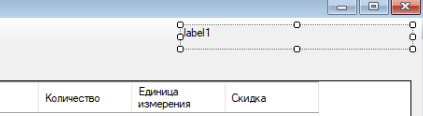 label1
Количество
Единица
измерения
Скидка